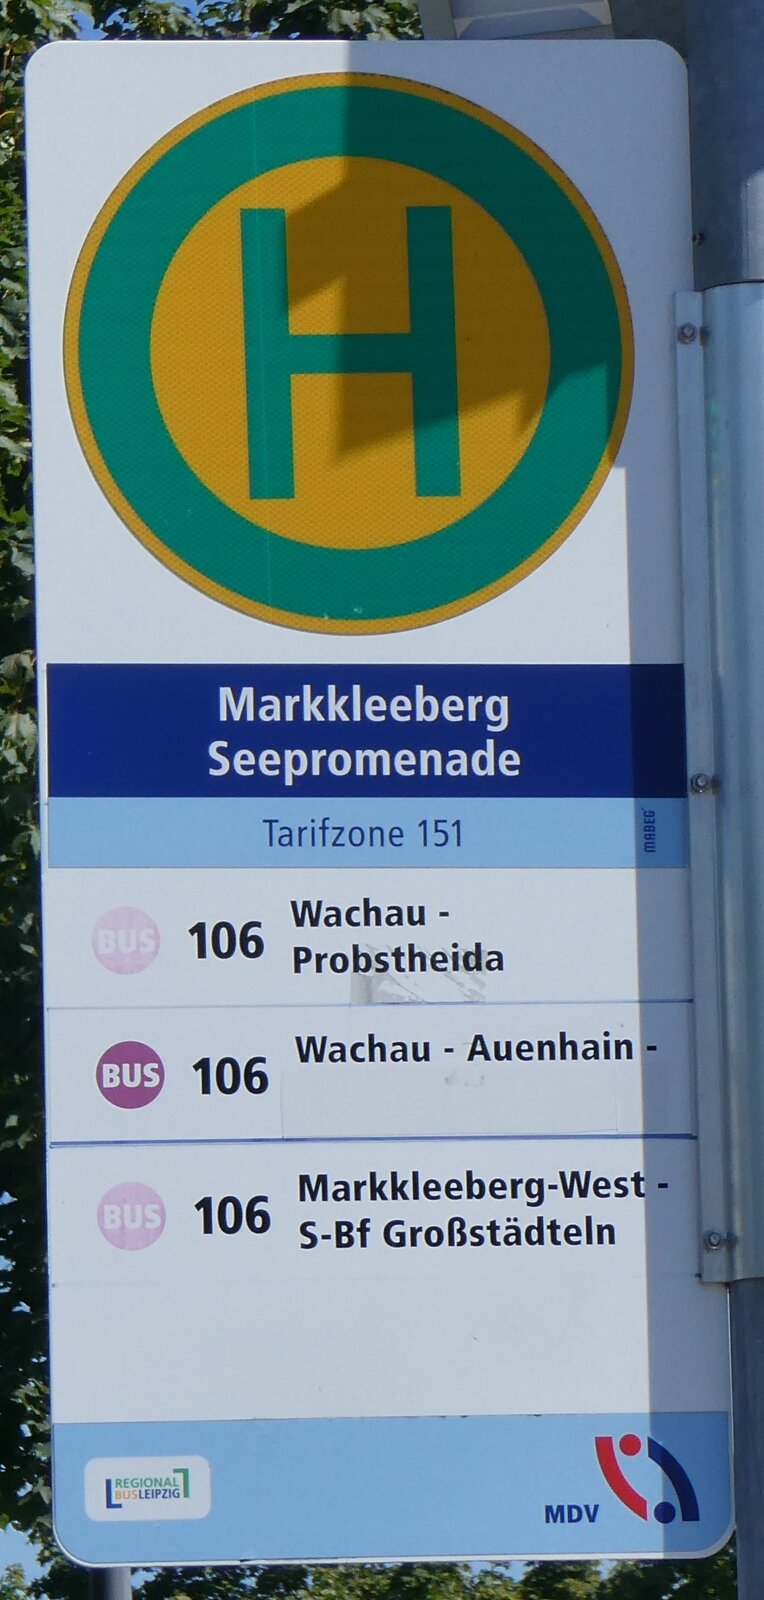 H
Markkleeberg
Seepromenade
Tarifzone 151
MABEG
BUS 106 Wachau -
Probstheida
BUS 106 Wachau - Auenhain -
BUS 106 Markkleeberg-West -
S-Bf Großstädteln
REGIONAL
BUSLEIPZIG
MDV